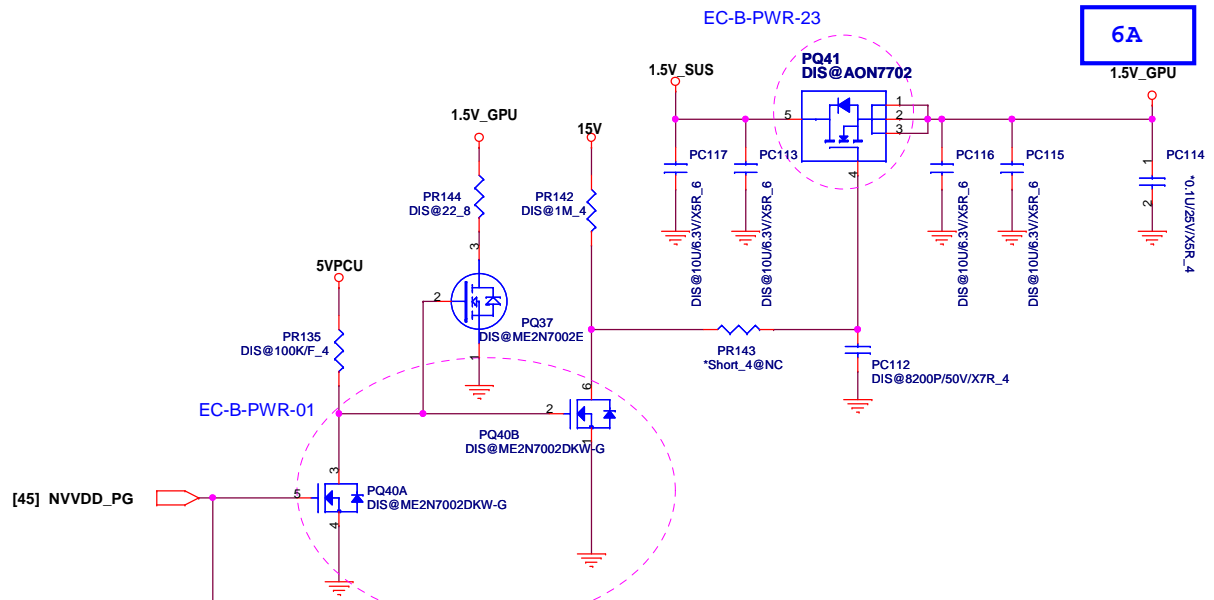 EC-B-PWR-23
6A
PQ41
DIS@AON7702
1.5V_SUS
1.5V_GPU
5
1
2
3
4
PC117
DIS@10U/6.3V/X5R_6
PC113
DIS@10U/6.3V/X5R_6
PC116
DIS@10U/6.3V/X5R_6
PC115
DIS@10U/6.3V/X5R_6
1
2
PC114
*0.1U/25V/X5R_4
1.5V_GPU
15V
PR144
DIS@22_8
PR142
DIS@1M_4
3
2
1
PQ37
DIS@ME2N7002E
5VPCU
PR135
DIS@100K/F_4
PR143
*Short_4@NC
PC112
DIS@8200P/50V/X7R_4
EC-B-PWR-01
6
2
1
PQ40B
DIS@ME2N7002DKW-G
3
5
4
PQ40A
DIS@ME2N7002DKW-G
[45] NVVDD_PG